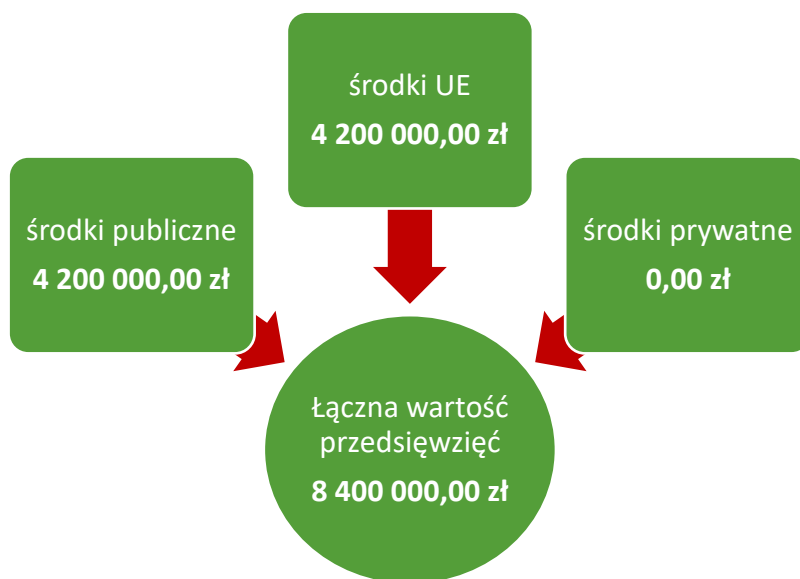 środki UE
4 200 000,00 zł
środki publiczne
4 200 000,00 zł
środki prywatne
0,00 zł
Łączna wartość
przedsięwzięć
8 400 000,00 zł